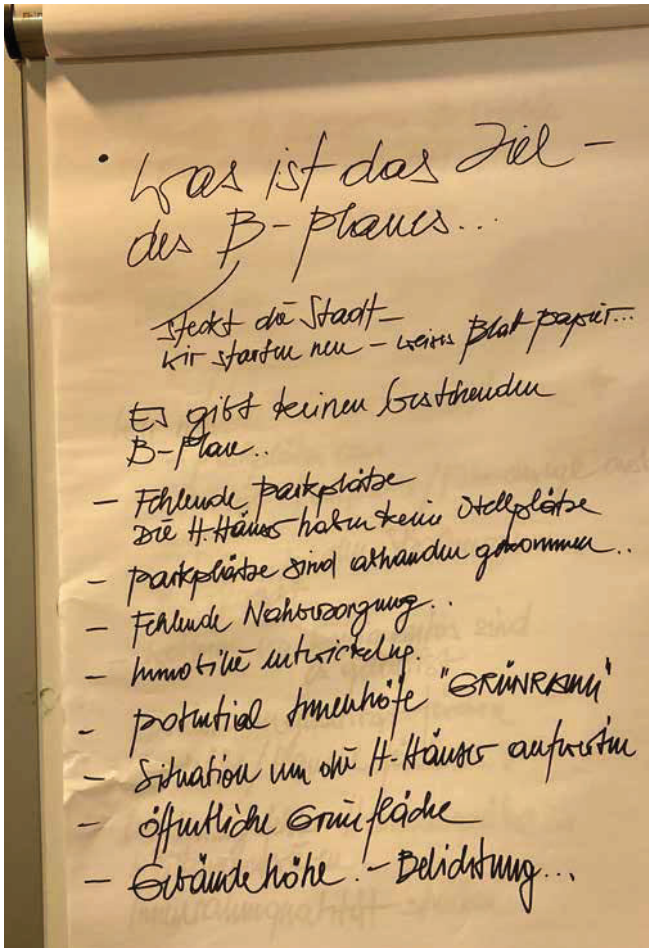 • Was ist das Ziel –
des B-Planes...
steckt die Stadt –
wir starten neu – weißes Blatt papier...
Es gibt keinen bestehenden
B-Plan..
– Fehlende parkplätze
Die H-Häuser haben keine Stellplätze
– parkplätze sind abhanden gekommen..
– Fehlende Nahversorgung..
– Immobilie entwickeln.
– potential Innenhöfe "GRÜNRAUM"
– Situation um die H-Häuser aufwerten
– öffentliche Grünfläche
– Gebäudehöhe. – Belichtung...